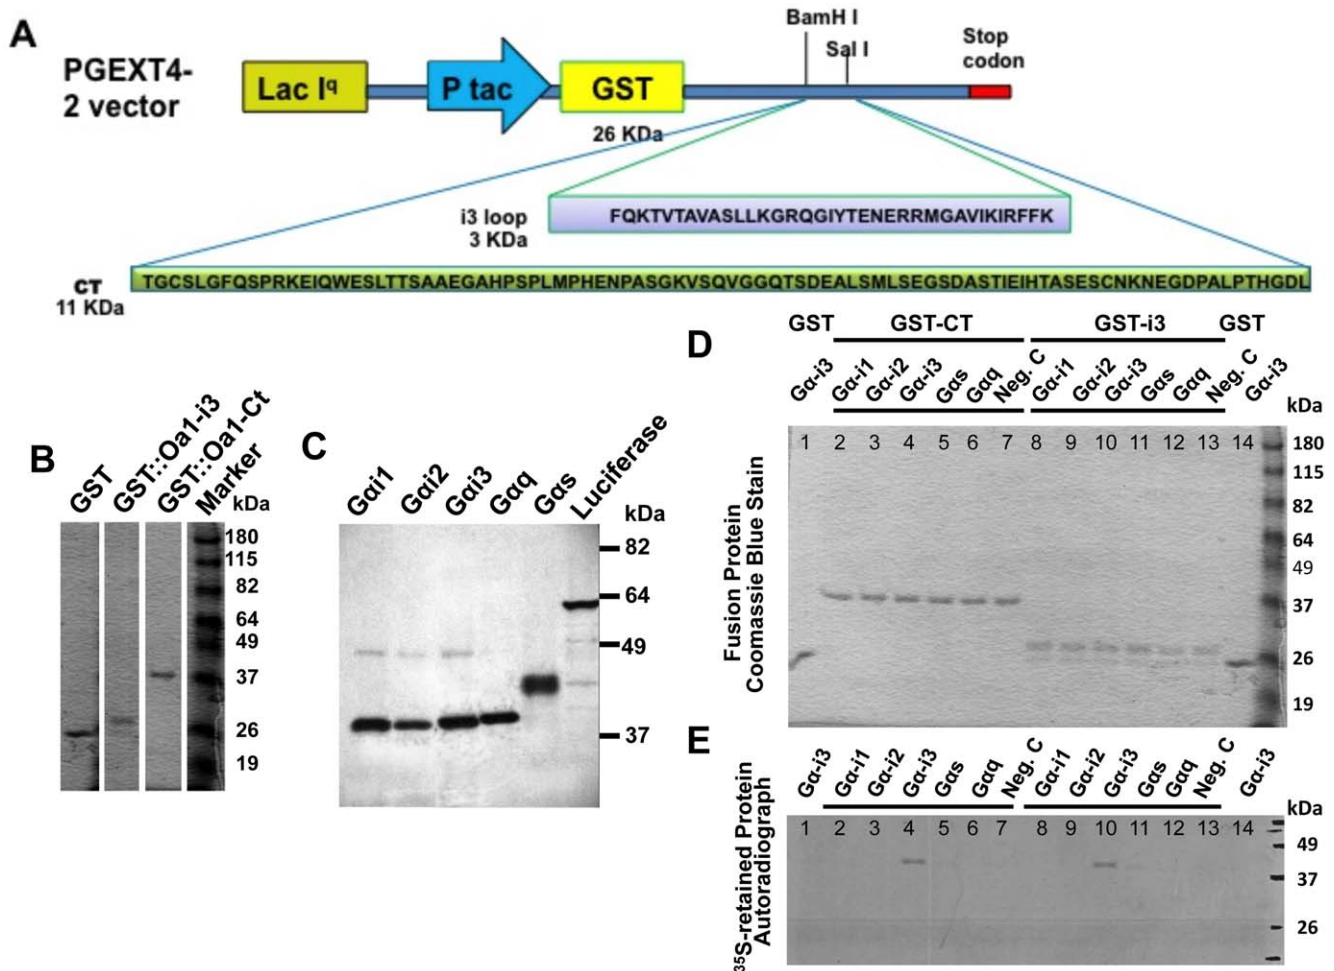 A
PGEXT4-
2 vector
Lac Iq
P tac
GST
26 KDa
BamH I
Sal I
Stop
codon
i3 loop
3 KDa
FQKTVTAVASLLKGRQGIYTENERRMGAVIKIRFFK
CT
11 KDa
TGCSLGFQSPRKEIQWESLTTSAAEGAHPSPLMPHENPASGKVSQVGGQTSDEALSMLSEGSDASTIEIHTASESCNKNEGDPALPTHGDL
B
GST
GST::Oa1-i3
GST::Oa1-Ct
Marker
kDa
180
115
82
64
49
37
26
19
C
Gαi1
Gαi2
Gαi3
Gαq
Gαs
Luciferase
kDa
82
64
49
37
D
GST GST-CT GST-i3 GST
Gα-i3 Gα-i1 Gα-i2 Gα-i3 Gαs Gαq Neg. C Gα-i1 Gα-i2 Gα-i3 Gαs Gαq Neg. C Gα-i3
kDa
1 2 3 4 5 6 7 8 9 10 11 12 13 14
180
115
82
64
49
37
26
19
Fusion Protein
Coomassie Blue Stain
E
Gα-i3 Gα-i1 Gα-i2 Gα-i3 Gαs Gαq Neg. C Gα-i1 Gα-i2 Gα-i3 Gαs Gαq Neg. C Gα-i3
kDa
1 2 3 4 5 6 7 8 9 10 11 12 13 14
49
37
26
35S-retained Protein
Autoradiograph